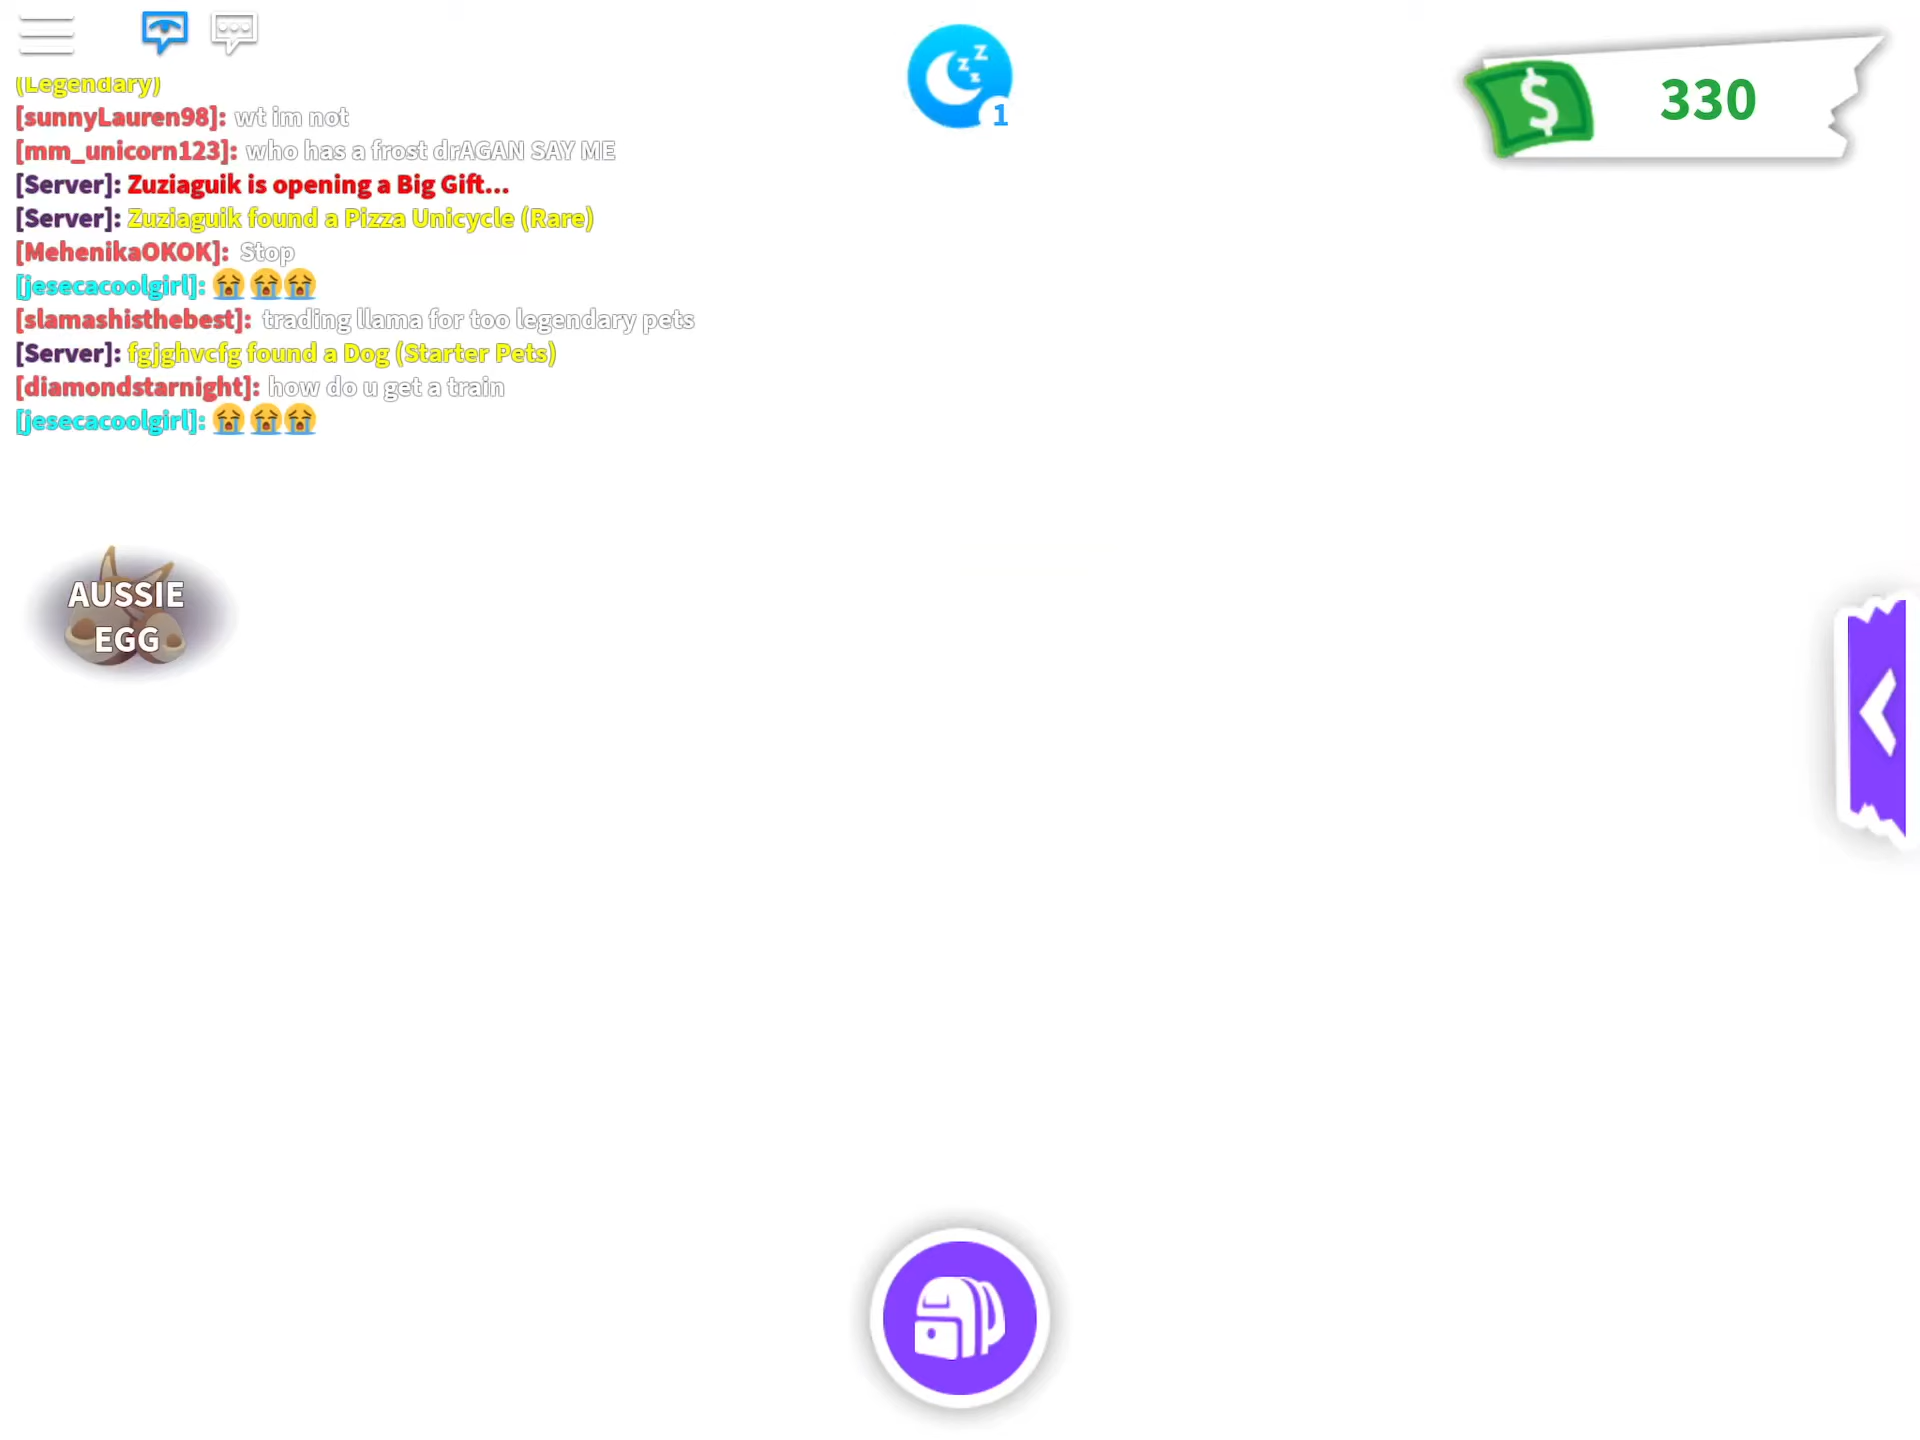 (Legendary)
[sunnyLauren98]: wt im not
[mm_unicorn123]: who has a frost drAGAN SAY ME
[Server]: Zuziaguik is opening a Big Gift...
[Server]: Zuziaguik found a Pizza Unicycle (Rare)
[MehenikaOKOK]: Stop
[jesecacoolgirl]: 😭😭😭
[slamashisthebest]: trading llama for too legendary pets
[Server]: fgjghvcfg found a Dog (Starter Pets)
[diamondstarnight]: how do u get a train
[jesecacoolgirl]: 😭😭😭
z z z
1
$ 330
AUSSIE
EGG